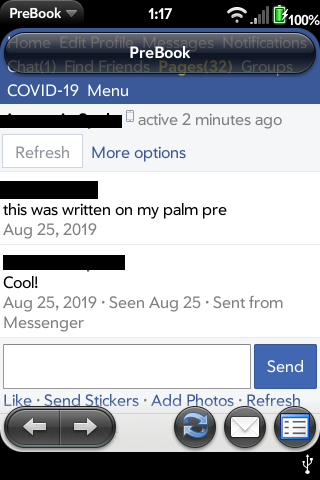 PreBook 1:17 100%
Home Edit Profile Messages Notifications
PreBook
Chat(1) Find Friends Pages(32) Groups
COVID-19 Menu
active 2 minutes ago
Refresh More options
this was written on my palm pre
Aug 25, 2019
Cool!
Aug 25, 2019 · Seen Aug 25 · Sent from
Messenger
Send
Like · Send Stickers · Add Photos · Refresh